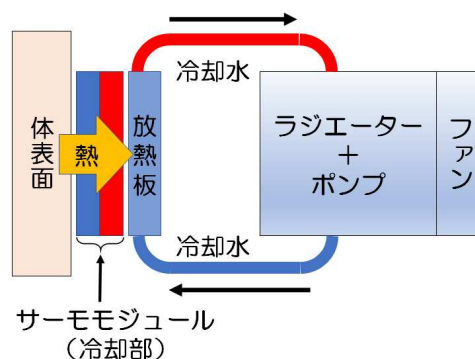 冷却水
体表面
熱
放熱板
ラジエーター
＋
ポンプ
ファン
冷却水
サーモモジュール
（冷却部）